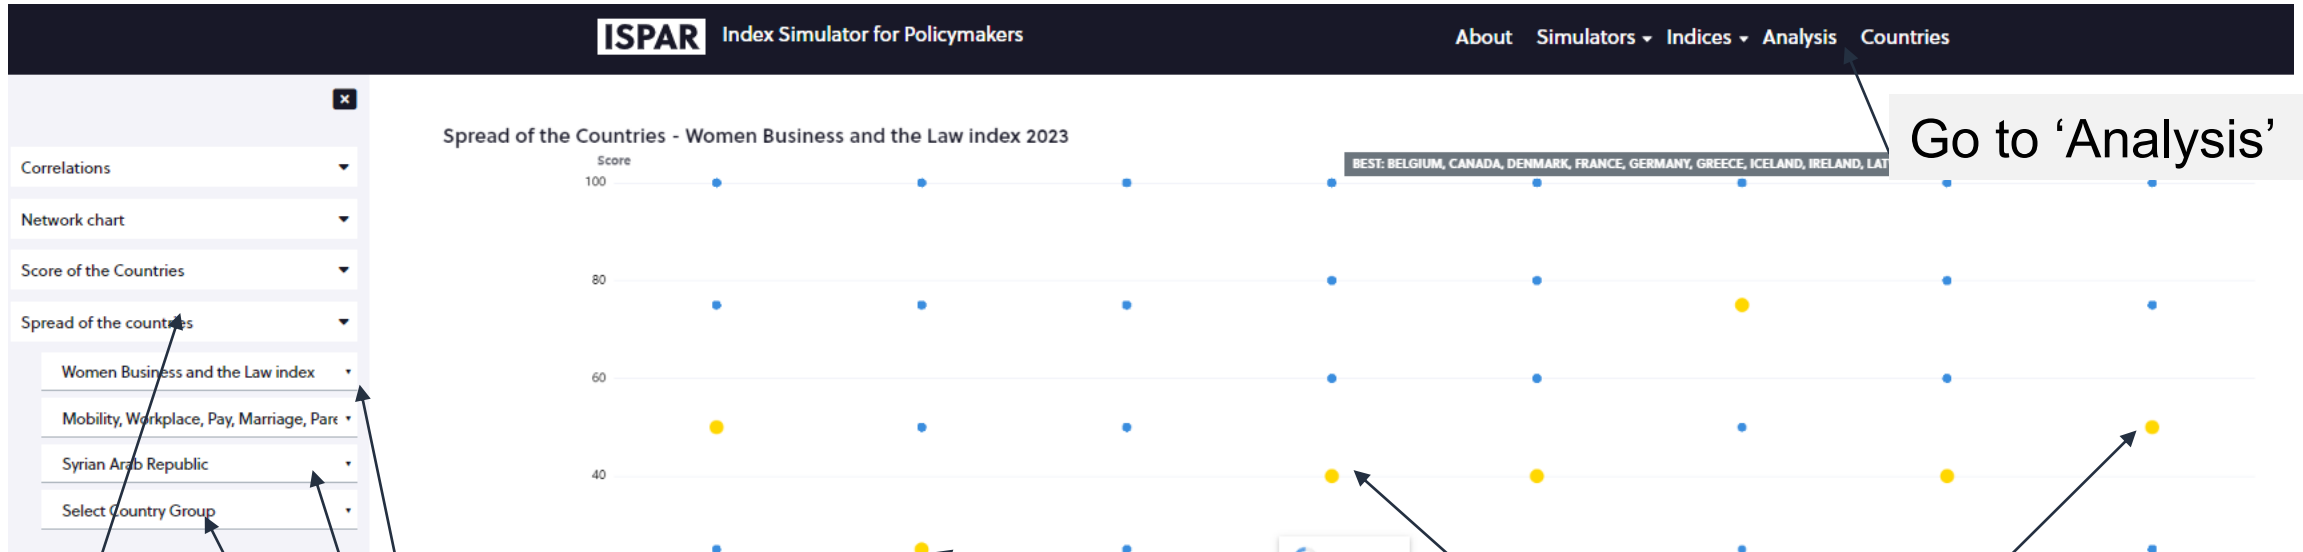 ISPAR Index Simulator for Policymakers
About Simulators Indices Analysis Countries
Go to ‘Analysis’
Correlations
Network chart
Score of the Countries
Spread of the countries
Women Business and the Law index
Mobility, Workplace, Pay, Marriage, Pare
Syrian Arab Republic
Select Country Group
Spread of the Countries - Women Business and the Law index 2023
Score
BEST: BELGIUM, CANADA, DENMARK, FRANCE, GERMANY, GREECE, ICELAND, IRELAND, LAT
100
80
60
40